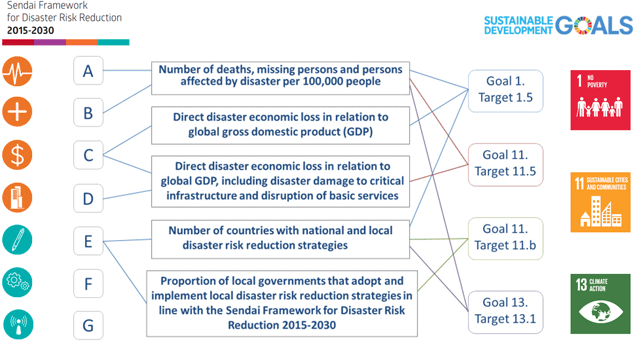 Sendai Framework
for Disaster Risk Reduction
2015-2030
SUSTAINABLE
DEVELOPMENT
GOALS
A
B
C
D
E
F
G
Number of deaths, missing persons and persons
affected by disaster per 100,000 people
Direct disaster economic loss in relation to
global gross domestic product (GDP)
Direct disaster economic loss in relation to
global GDP, including disaster damage to critical
infrastructure and disruption of basic services
Number of countries with national and local
disaster risk reduction strategies
Proportion of local governments that adopt and
implement local disaster risk reduction strategies in
line with the Sendai Framework for Disaster Risk
Reduction 2015-2030
Goal 1.
Target 1.5
Goal 11.
Target 11.5
Goal 11.
Target 11.b
Goal 13.
Target 13.1
1 NO
POVERTY
11 SUSTAINABLE CITIES
AND COMMUNITIES
13 CLIMATE
ACTION